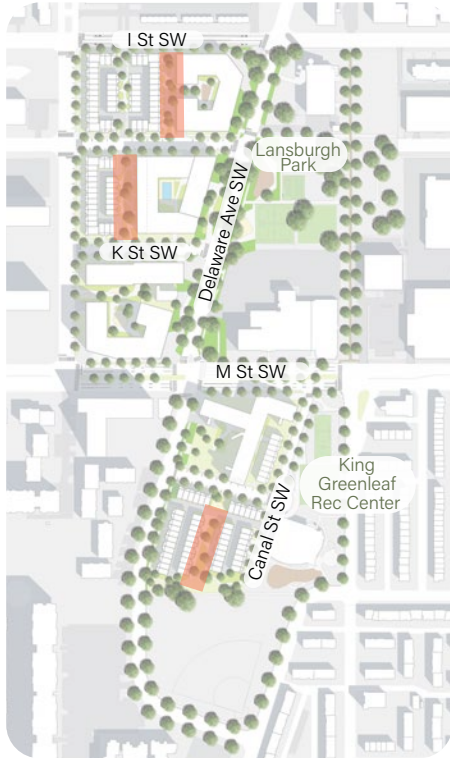 I St SW
Lansburgh
Park
Delaware Ave SW
K St SW
M St SW
King
Greenleaf
Rec Center
Canal St SW